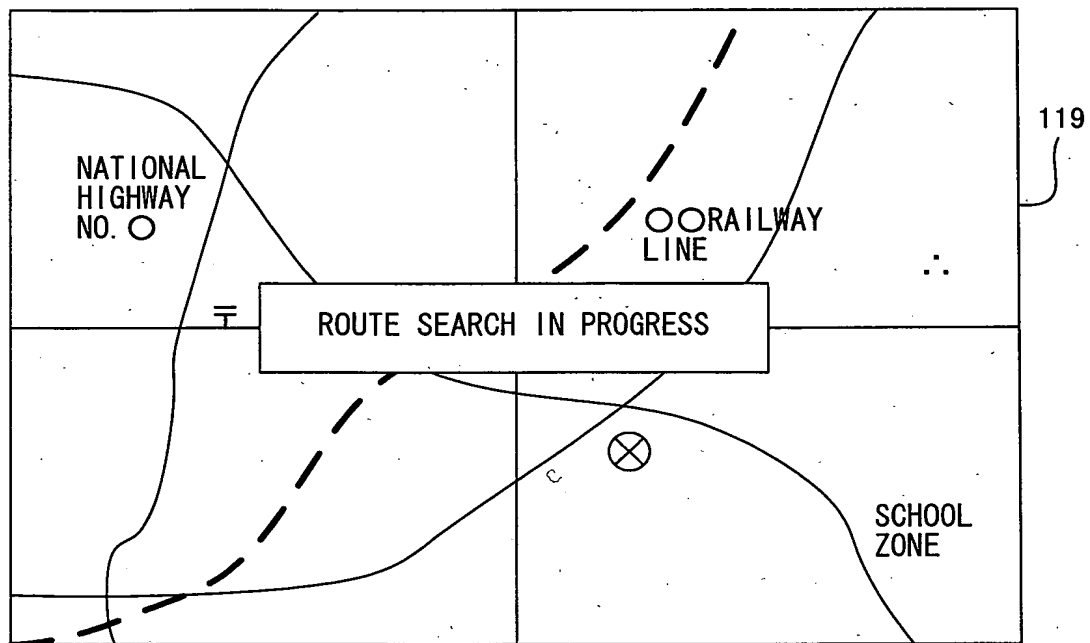 119
NATIONAL
HIGHWAY
NO. ○
○○RAILWAY
LINE
ROUTE SEARCH IN PROGRESS
SCHOOL
ZONE